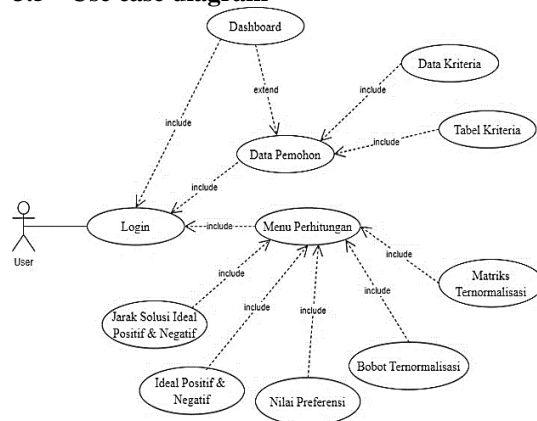 Use case diagram
Dashboard
Data Kriteria
include
extend
include
Tabel Kriteria
include
Data Pemohon
include
User
Login
include
Menu Perhitungan
include
include
include
include
include
Matriks
Ternormalisasi
Jarak Solusi Ideal
Positif & Negatif
Bobot Ternormalisasi
Ideal Positif &
Negatif
Nilai Preferensi